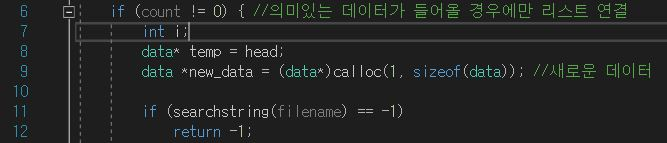 6 if (count != 0) { //의미있는 데이터가 들어올 경우에만 리스트 연결
7 int i;
8 data* temp = head;
9 data *new_data = (data*)calloc(1, sizeof(data)); //새로운 데이터
10
11 if (searchstring(filename) == -1)
12 return -1;